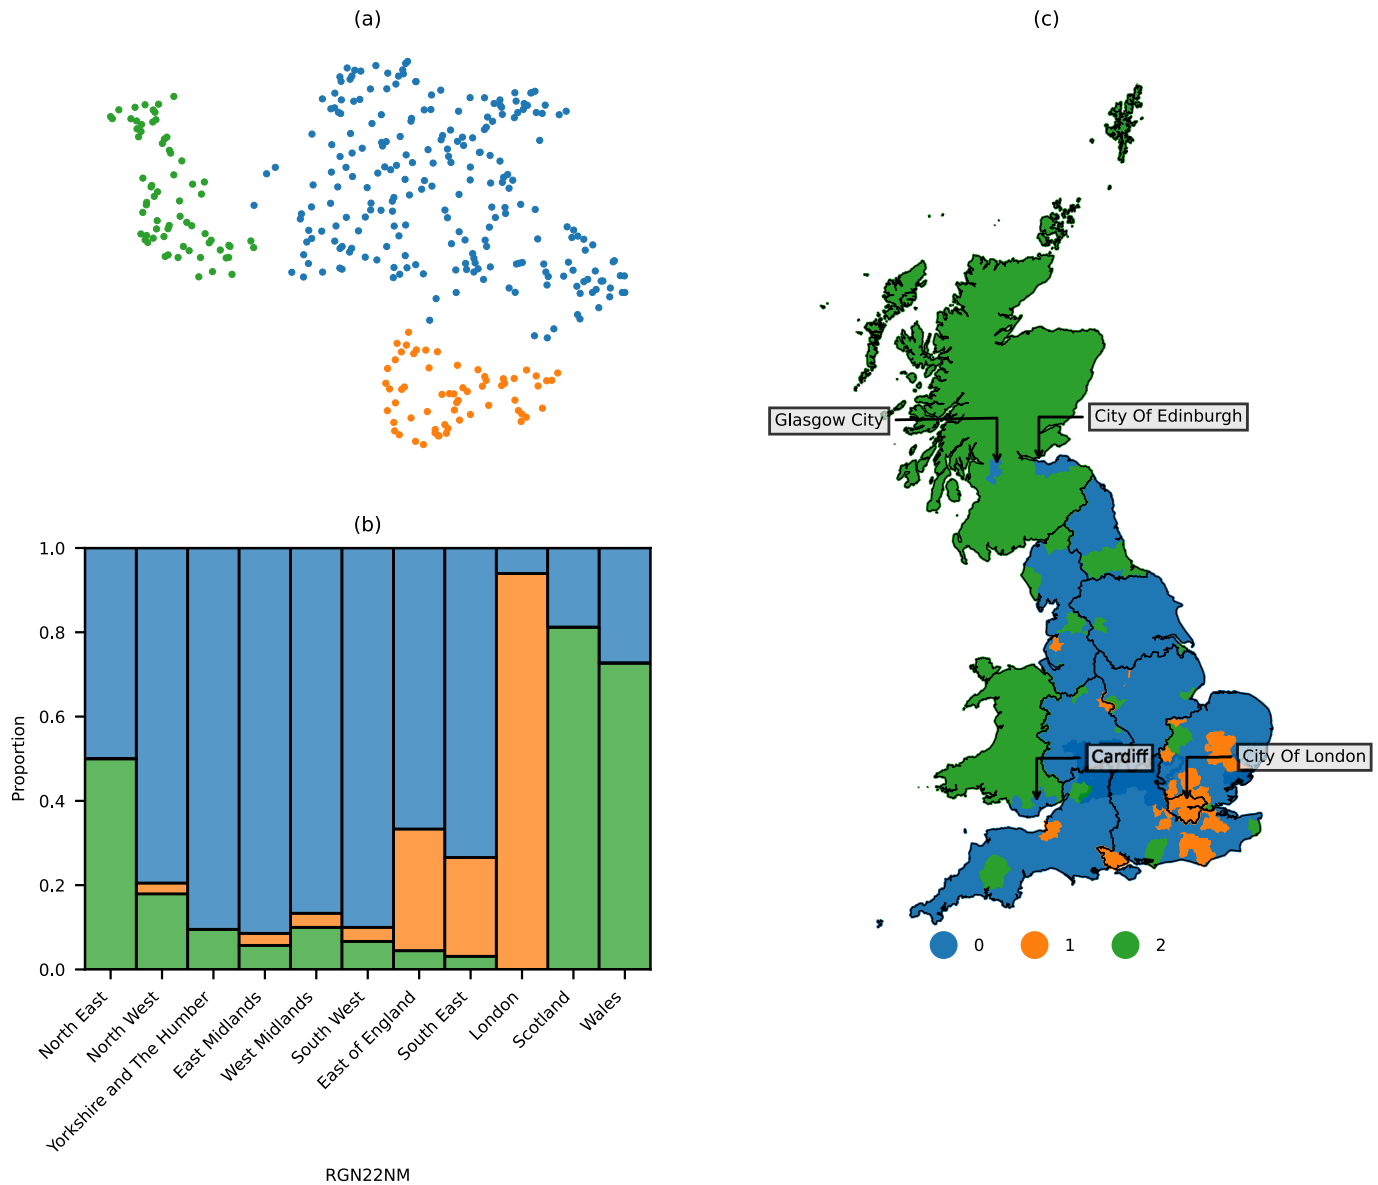 (a)
(b)
1.0
0.8
0.6
0.4
0.2
0.0
Proportion
North East
North West
Yorkshire and The Humber
East Midlands
West Midlands
South West
East of England
South East
London
Scotland
Wales
RGN22NM
(c)
Glasgow City
City Of Edinburgh
Cardiff
City Of London
0
1
2